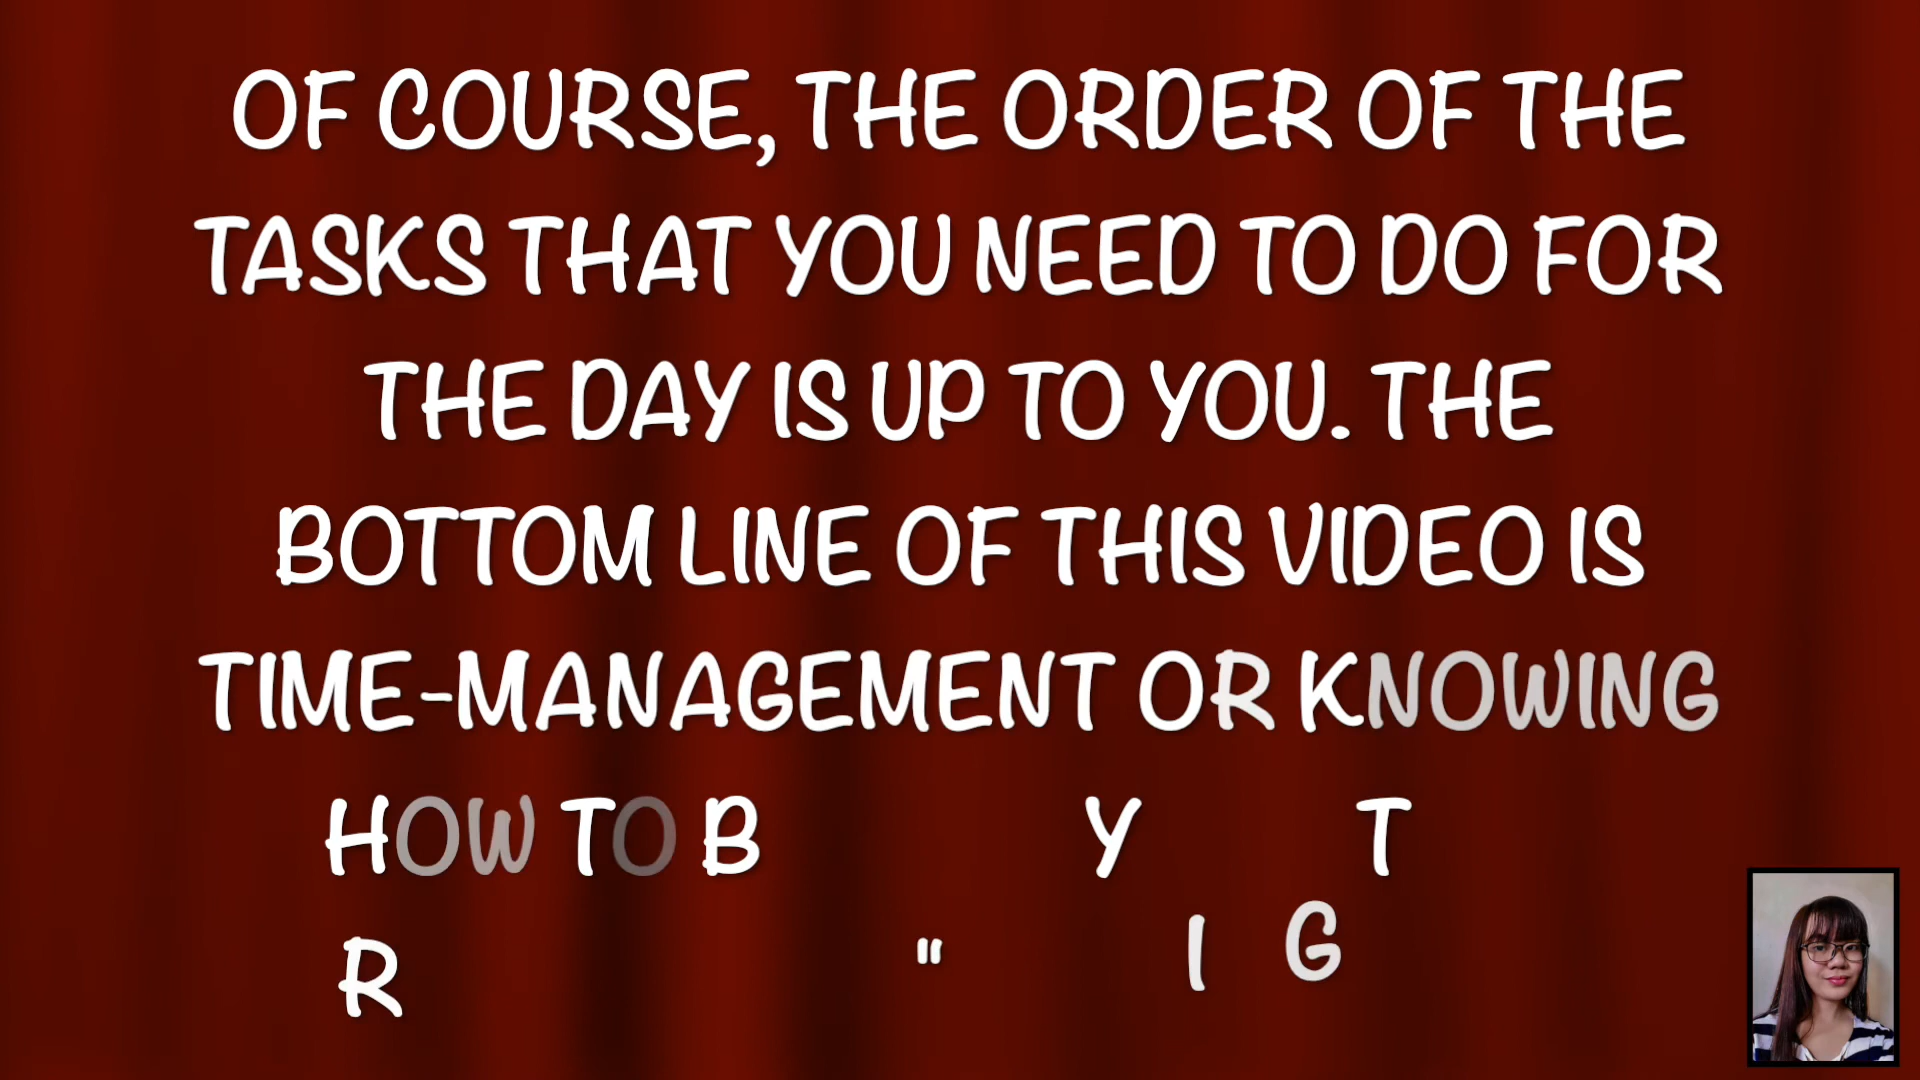 OF COURSE, THE ORDER OF THE
TASKS THAT YOU NEED TO DO FOR
THE DAY IS UP TO YOU. THE
BOTTOM LINE OF THIS VIDEO IS
TIME-MANAGEMENT OR KNOWING
HOW TO B Y T
R " I G